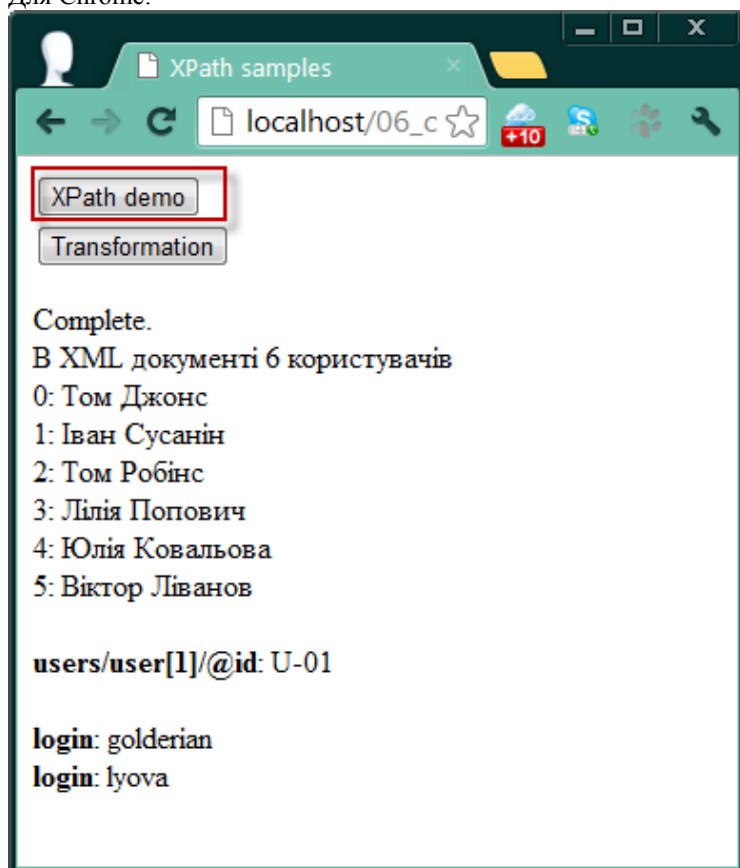 Для Chrome:
XPath samples
localhost/06_c
+10
XPath demo
Transformation
Complete.
В XML документі 6 користувачів
0: Том Джонс
1: Іван Сусанін
2: Том Робінс
3: Лілія Попович
4: Юлія Ковальова
5: Віктор Ліванов
users/user[1]/@id: U-01
login: golderian
login: lyova